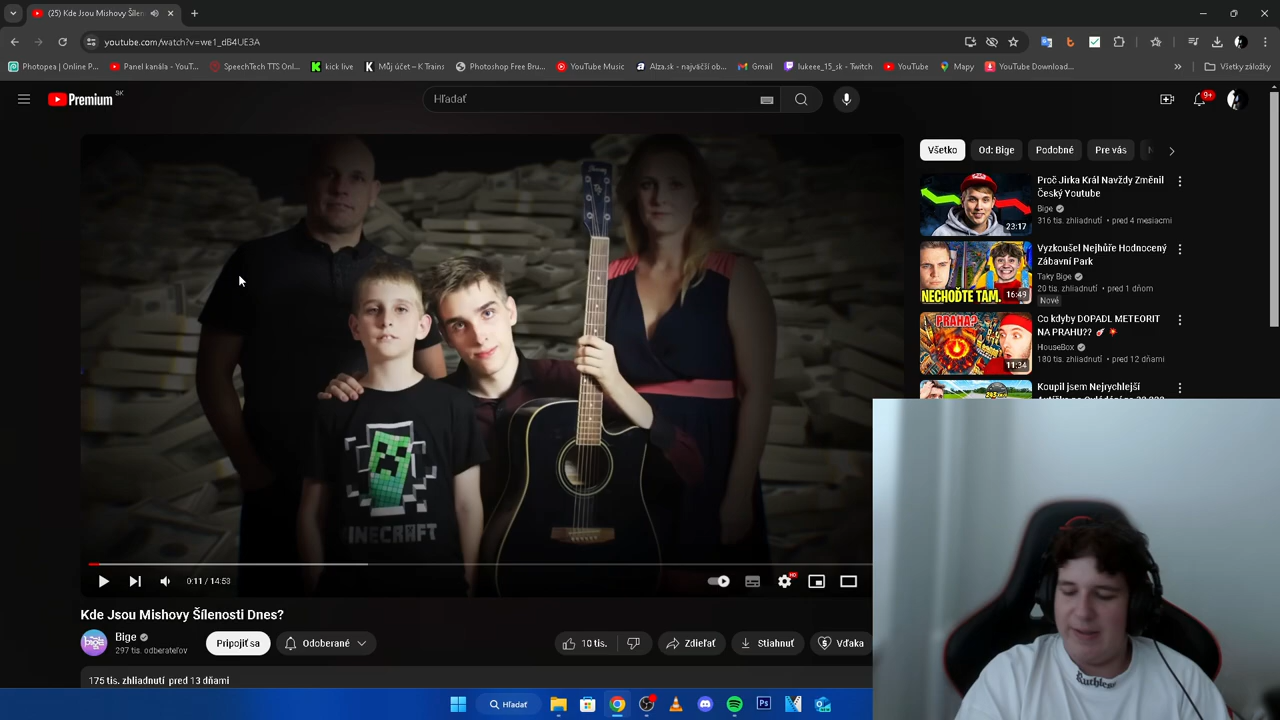 (25) Kde Jsou Mishovy Šílen
youtube.com/watch?v=we1_dB4UE3A
Photopea | Online P...
Panel kanála - YouT...
SpeechTech TTS Onl...
kick live
Můj účet – K Trains
Photoshop Free Bru...
YouTube Music
Alza.sk - najväčší ob...
Gmail
lukeee_15_sk - Twitch
YouTube
Mapy
YouTube Download...
Všetky záložky
Premium SK
Hľadať
9+
MINECRAFT
0:11 / 14:53
HD
Kde Jsou Mishovy Šílenosti Dnes?
Bige
297 tis. odberateľov
Pripojiť sa
Odoberané
10 tis.
Zdieľať
Stiahnuť
Vďaka
175 tis. zhliadnutí pred 13 dňami
Všetko
Od: Bige
Podobné
Pre vás
Proč Jirka Král Navždy Změnil
Český Youtube
Bige
316 tis. zhliadnutí · pred 4 mesiacmi
23:17
Vyzkoušel Nejhůře Hodnocený
Zábavní Park
Taky Bige
20 tis. zhliadnutí · pred 1 dňom
Nové
NECHOĎTE TAM.
16:49
Co kdyby DOPADL METEORIT
NA PRAHU??
HouseBox
180 tis. zhliadnutí · pred 12 dňami
PRAHA?
11:34
Koupil jsem Nejrychlejší
Ruthless
Hľadať